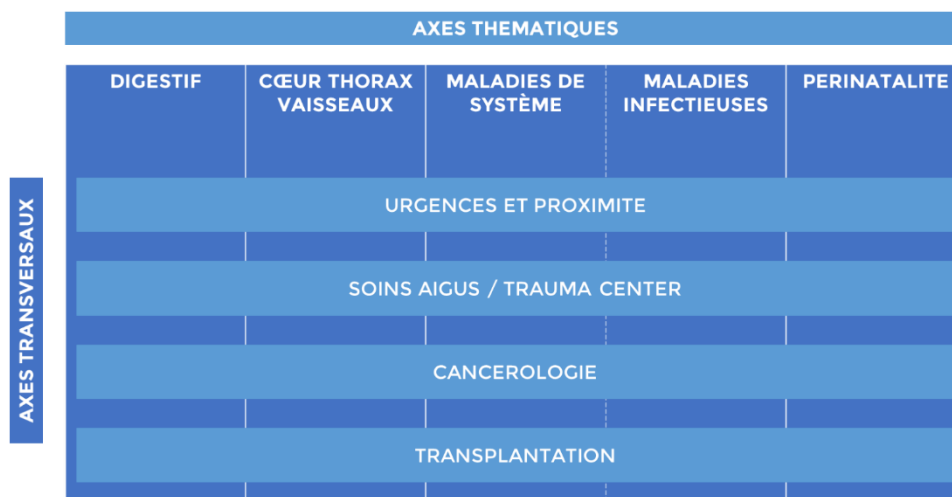 AXES THEMATIQUES
DIGESTIF
CŒUR THORAX
VAISSEAUX
MALADIES DE
SYSTÈME
MALADIES
INFECTIEUSES
PERINATALITE
AXES TRANSVERSAUX
URGENCES ET PROXIMITE
SOINS AIGUS / TRAUMA CENTER
CANCEROLOGIE
TRANSPLANTATION